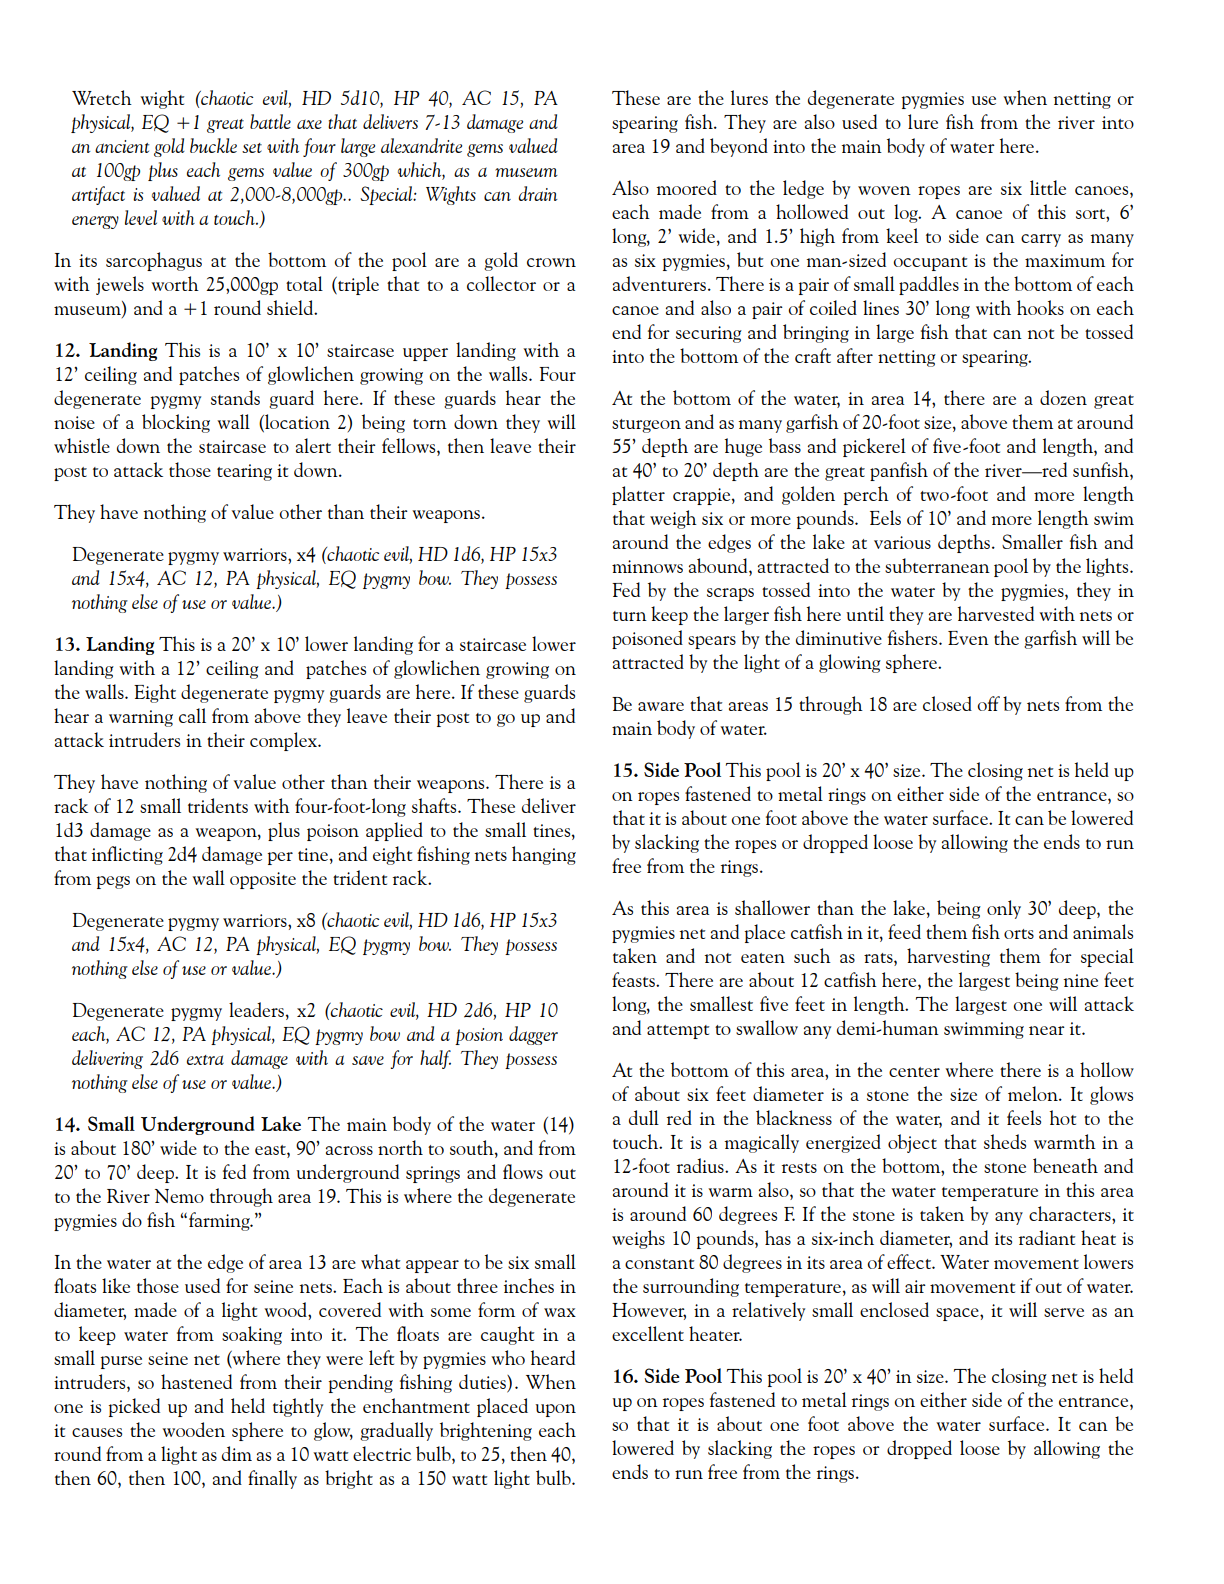 Wretch wight (chaotic evil, HD 5d10, HP 40, AC 15, PA
physical, EQ +1 great battle axe that delivers 7-13 damage and
an ancient gold buckle set with four large alexandrite gems valued
at 100gp plus each gems value of 300gp which, as a museum
artifact is valued at 2,000-8,000gp.. Special: Wights can drain
energy level with a touch.)
In its sarcophagus at the bottom of the pool are a gold crown
with jewels worth 25,000gp total (triple that to a collector or a
museum) and a +1 round shield.
12. Landing This is a 10’ x 10’ staircase upper landing with a
12’ ceiling and patches of glowlichen growing on the walls. Four
degenerate pygmy stands guard here. If these guards hear the
noise of a blocking wall (location 2) being torn down they will
whistle down the staircase to alert their fellows, then leave their
post to attack those tearing it down.
They have nothing of value other than their weapons.
Degenerate pygmy warriors, x4 (chaotic evil, HD 1d6, HP 15x3
and 15x4, AC 12, PA physical, EQ pygmy bow. They possess
nothing else of use or value.)
13. Landing This is a 20’ x 10’ lower landing for a staircase lower
landing with a 12’ ceiling and  patches of glowlichen growing on
the walls. Eight degenerate pygmy guards are here. If these guards
hear a warning call from above they leave their post to go up and
attack intruders in their complex.
They have nothing of value other than their weapons. There is a
rack of 12 small tridents with four-foot-long shafts. These deliver
1d3 damage as a weapon, plus poison applied to the small tines,
that inflicting 2d4 damage per tine, and eight fishing nets hanging
from pegs on the wall opposite the trident rack.
Degenerate pygmy warriors, x8 (chaotic evil, HD 1d6, HP 15x3
and 15x4, AC 12, PA physical, EQ pygmy bow. They possess
nothing else of use or value.)
Degenerate pygmy leaders, x2 (chaotic evil, HD 2d6, HP 10
each, AC 12, PA physical, EQ pygmy bow and a posion dagger
delivering 2d6 extra damage with a save for half. They possess
nothing else of use or value.)
14. Small Underground Lake The main body of the water (14)
is about 180’ wide to the east, 90’ across north to south, and from
20’ to 70’ deep. It is fed from underground springs and flows out
to the River Nemo through area 19. This is where the degenerate
pygmies do fish “farming.”
In the water at the edge of area 13 are what appear to be six small
floats like those used for seine nets. Each is about three inches in
diameter, made of a light wood, covered with some form of wax
to keep water from soaking into it. The floats are caught in a
small purse seine net (where they were left by pygmies who heard
intruders, so hastened from their pending fishing duties). When
one is picked up and held tightly the enchantment placed upon
it causes the wooden sphere to glow, gradually brightening each
round from a light as dim as a 10 watt electric bulb, to 25, then 40,
then 60, then 100, and finally as bright as a 150 watt light bulb.
These are the lures the degenerate pygmies use when netting or
spearing fish. They are also used to lure fish from the river into
area 19 and beyond into the main body of water here.
Also moored to the ledge by woven ropes are six little canoes,
each made from a hollowed out log. A canoe of this sort, 6’
long, 2’ wide, and 1.5’ high from keel to side can carry as many
as six pygmies, but one man-sized occupant is the maximum for
adventurers. There is a pair of small paddles in the bottom of each
canoe and also a pair of coiled lines 30’ long with hooks on each
end for securing and bringing in large fish that can not be tossed
into the bottom of the craft after netting or spearing.
At the bottom of the water, in area 14, there are a dozen great
sturgeon and as many garfish of 20-foot size, above them at around
55’ depth are huge bass and pickerel of five-foot and length, and
at 40’ to 20’ depth are the great panfish of the river—red sunfish,
platter crappie, and golden perch of two-foot and more length
that weigh six or more pounds.  Eels of 10’ and more length swim
around the edges of the lake at various depths. Smaller fish and
minnows abound, attracted to the subterranean pool by the lights.
Fed by the scraps tossed into the water by the pygmies, they in
turn keep the larger fish here until they are harvested with nets or
poisoned spears by the diminutive fishers. Even the garfish will be
attracted by the light of a glowing sphere.
Be aware that areas 15 through 18 are closed off by nets from the
main body of water.
15. Side Pool This pool is 20’ x 40’ size. The closing net is held up
on ropes fastened to metal rings on either side of the entrance, so
that it is about one foot above the water surface. It can be lowered
by slacking the ropes or dropped loose by allowing the ends to run
free from the rings.
As this area is shallower than the lake, being only 30’ deep, the
pygmies net and place catfish in it, feed them fish orts and animals
taken and not eaten such as rats, harvesting them for special
feasts. There are about 12 catfish here, the largest being nine feet
long, the smallest five feet in length. The largest one will attack
and attempt to swallow any demi-human swimming near it.
At the bottom of this area, in the center where there is a hollow
of about six feet diameter is a stone the size of melon. It glows
a dull red in the blackness of the water, and it feels hot to the
touch. It is a magically energized object that sheds warmth in a
12-foot radius. As it rests on the bottom, the stone beneath and
around it is warm also, so that the water temperature in this area
is around 60 degrees F. If the stone is taken by any characters, it
weighs 10 pounds, has a six-inch diameter, and its radiant heat is
a constant 80 degrees in its area of effect. Water movement lowers
the surrounding temperature, as will air movement if out of water.
However, in a relatively small enclosed space, it will serve as an
excellent heater.
16. Side Pool This pool is 20’ x 40’ in size. The closing net is held
up on ropes fastened to metal rings on either side of the entrance,
so that it is about one foot above the water surface. It can be
lowered by slacking the ropes or dropped loose by allowing the
ends to run free from the rings.